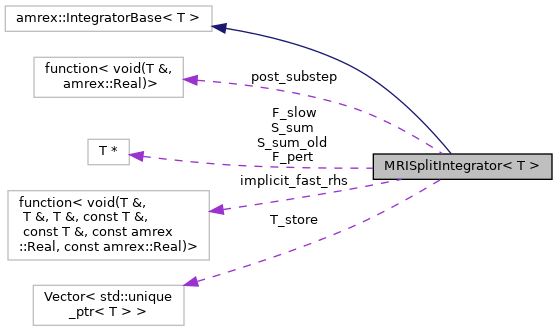 amrex::IntegratorBase< T >
function< void(T &,
amrex::Real)>
post_substep
F_slow
S_sum
S_sum_old
F_pert
T *
MRISplitIntegrator< T >
implicit_fast_rhs
function< void(T &,
T &, T &, const T &,
const T &, const amrex
::Real, const amrex::Real)>
T_store
Vector< std::unique
_ptr< T > >